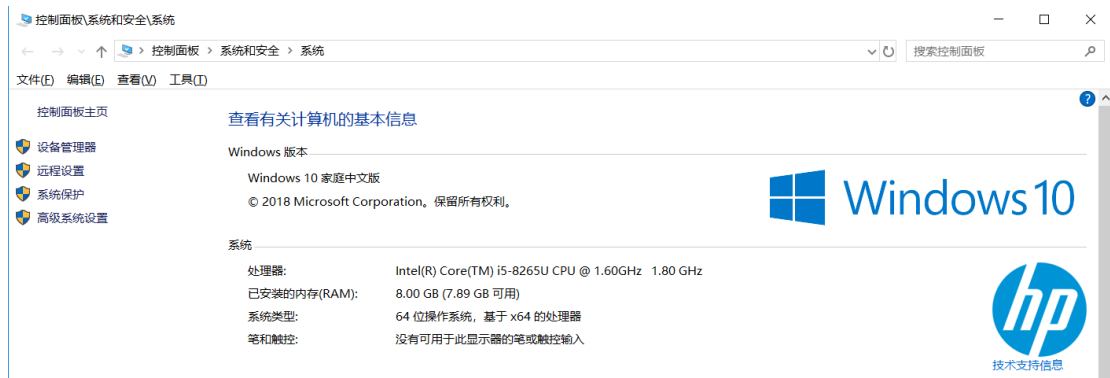 控制面板\系统和安全\系统
控制面板 › 系统和安全 › 系统
搜索控制面板
文件(F) 编辑(E) 查看(V) 工具(T)
控制面板主页
设备管理器
远程设置
系统保护
高级系统设置
查看有关计算机的基本信息
Windows 版本
Windows 10 家庭中文版
© 2018 Microsoft Corporation。保留所有权利。
Windows 10
系统
处理器: Intel(R) Core(TM) i5-8265U CPU @ 1.60GHz 1.80 GHz
已安装的内存(RAM): 8.00 GB (7.89 GB 可用)
系统类型: 64 位操作系统，基于 x64 的处理器
笔和触控: 没有可用于此显示器的笔或触控输入
hp
技术支持信息